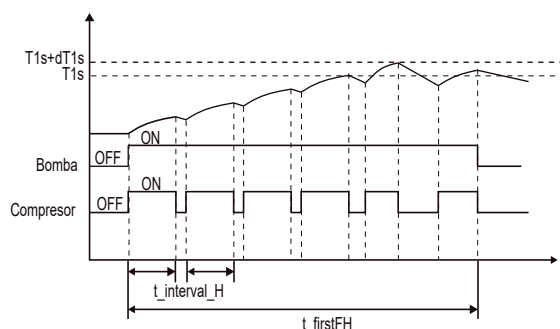 T1s+dT1s
T1s
ON
Bomba
OFF
ON
Compresor
OFF
t_interval_H
t_firstFH